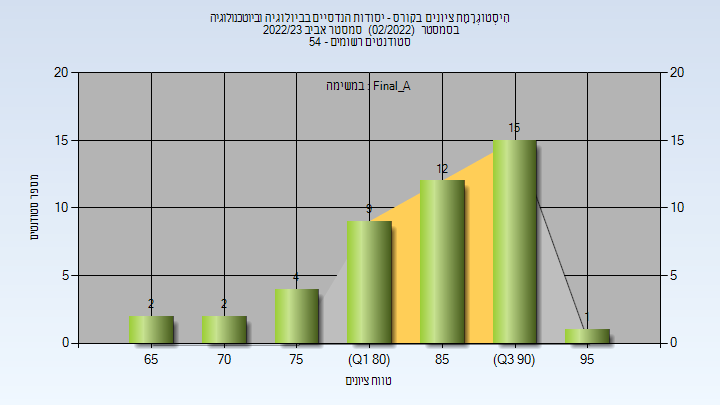 היסטוגרמת ציונים בקורס - יסודות הנדסיים בביולוגיה וביוטכנולוגיה
בסמסטר (02/2022) סמסטר אביב 2022/23
סטודנטים רשומים - 54
במשימה : Final_A
מספר סטודנטים
20
15
10
5
0
20
15
10
5
0
2
2
4
9
12
15
1
65
70
75
(Q1 80)
85
(Q3 90)
95
טווח ציונים